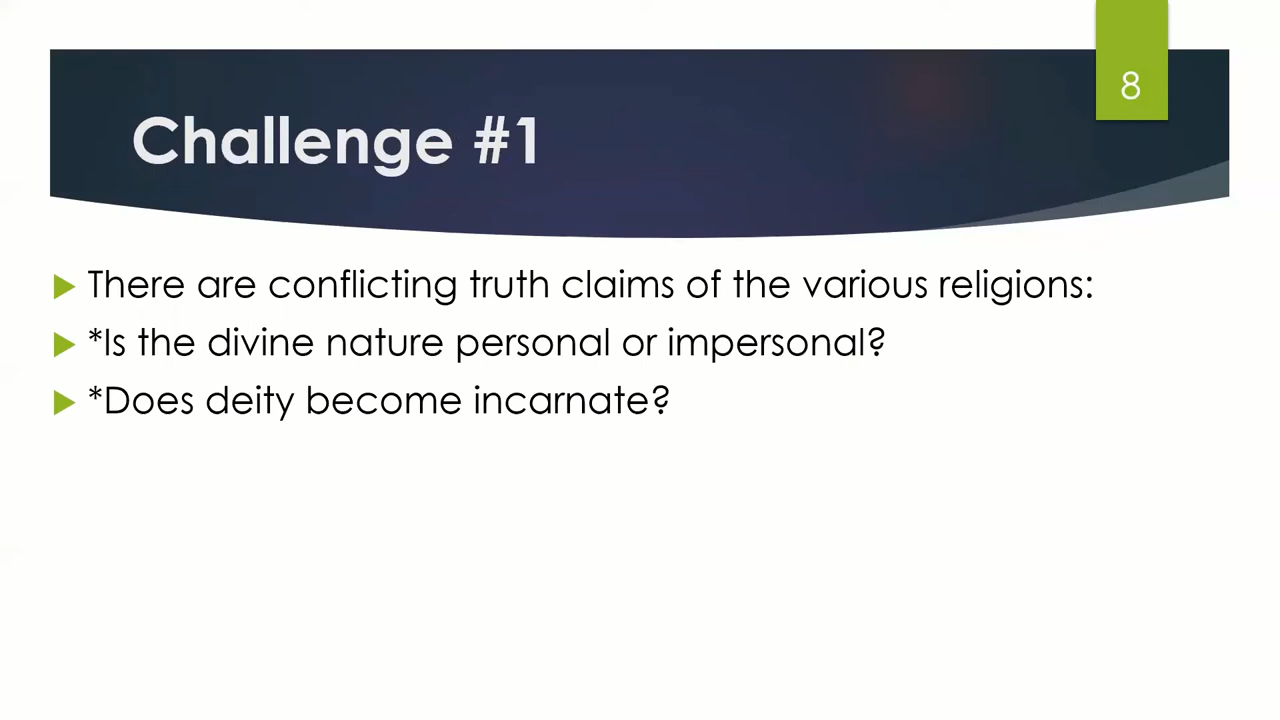 8
Challenge #1
There are conflicting truth claims of the various religions:
*Is the divine nature personal or impersonal?
*Does deity become incarnate?